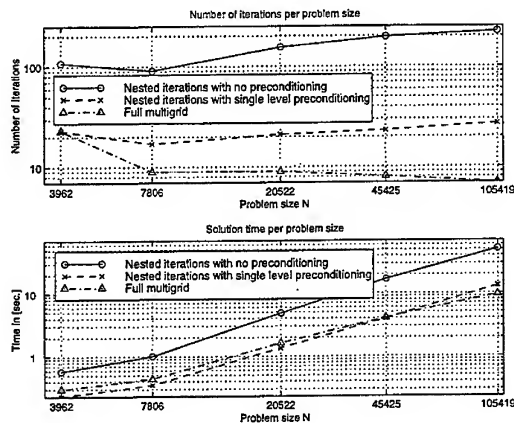 Number of iterations per problem size
Number of iterations
100
10
Nested iterations with no preconditioning
Nested iterations with single level preconditioning
Full multigrid
3962 7806 20522 45425 105419
Problem size N
Solution time per problem size
Time in [sec.]
10
1
Nested iterations with no preconditioning
Nested iterations with single level preconditioning
Full multigrid
3962 7806 20522 45425 105419
Problem size N